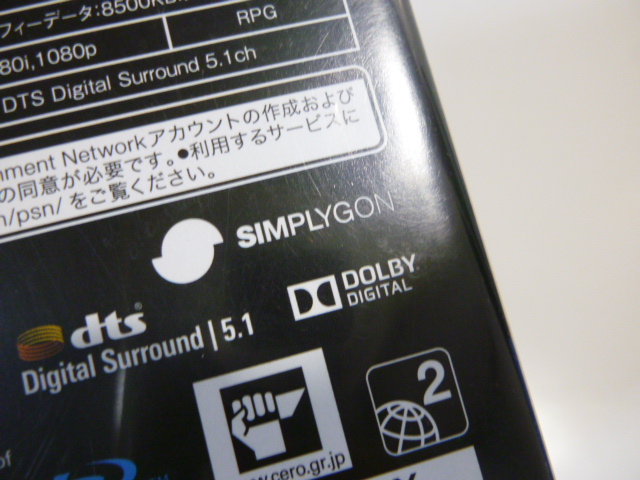 フィーデータ:8500KB
80i,1080p
RPG
DTS Digital Surround 5.1ch
nment Networkアカウントの作成および
の同意が必要です。●利用するサービスに
n/psn/ をご覧ください。
SIMPLYGON
dts
Digital Surround | 5.1
DOLBY
DIGITAL
2
www.cero.gr.jp
of